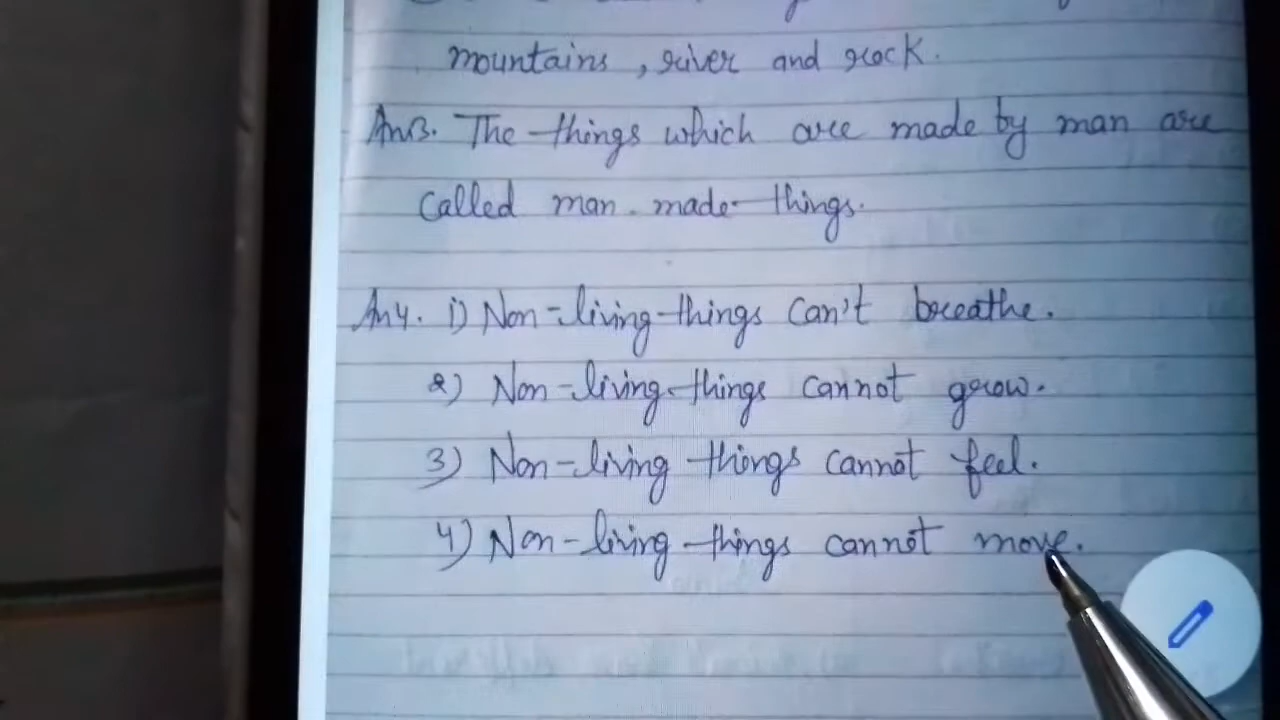 mountains, river and rock.
Ans3. The things which are made by man are
called man-made things.
Ans4. 1) Non-living things can't breathe.
2) Non-living things cannot grow.
3) Non-living things cannot feel.
4) Non-living things cannot move.